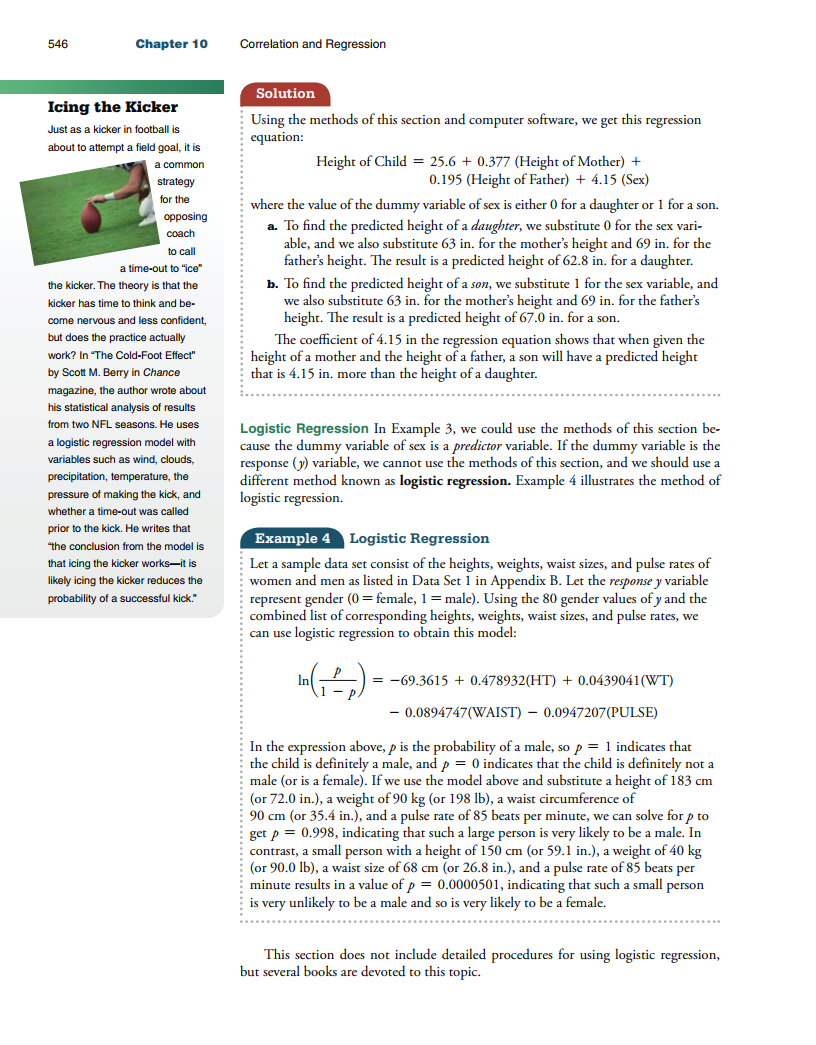 546 Chapter 10 Correlation and Regression
Icing the Kicker
Just as a kicker in football is
about to attempt a field goal, it is
a common
strategy
for the
opposing
coach
to call
a time-out to “ice”
the kicker. The theory is that the
kicker has time to think and be-
come nervous and less confident,
but does the practice actually
work? In “The Cold-Foot Effect”
by Scott M. Berry in Chance
magazine, the author wrote about
his statistical analysis of results
from two NFL seasons. He uses
a logistic regression model with
variables such as wind, clouds,
precipitation, temperature, the
pressure of making the kick, and
whether a time-out was called
prior to the kick. He writes that
“the conclusion from the model is
that icing the kicker works—it is
likely icing the kicker reduces the
probability of a successful kick.”
Solution
Using the methods of this section and computer software, we get this regression
equation:
Height of Child = 25.6 + 0.377 (Height of Mother) +
0.195 (Height of Father) + 4.15 (Sex)
where the value of the dummy variable of sex is either 0 for a daughter or 1 for a son.
a. To find the predicted height of a daughter, we substitute 0 for the sex vari-
able, and we also substitute 63 in. for the mother’s height and 69 in. for the
father’s height. The result is a predicted height of 62.8 in. for a daughter.
b. To find the predicted height of a son, we substitute 1 for the sex variable, and
we also substitute 63 in. for the mother’s height and 69 in. for the father’s
height. The result is a predicted height of 67.0 in. for a son.
The coefficient of 4.15 in the regression equation shows that when given the
height of a mother and the height of a father, a son will have a predicted height
that is 4.15 in. more than the height of a daughter.
Logistic Regression In Example 3, we could use the methods of this section be-
cause the dummy variable of sex is a predictor variable. If the dummy variable is the
response (y) variable, we cannot use the methods of this section, and we should use a
different method known as logistic regression. Example 4 illustrates the method of
logistic regression.
Example 4 Logistic Regression
Let a sample data set consist of the heights, weights, waist sizes, and pulse rates of
women and men as listed in Data Set 1 in Appendix B. Let the response y variable
represent gender (0 = female, 1 = male). Using the 80 gender values of y and the
combined list of corresponding heights, weights, waist sizes, and pulse rates, we
can use logistic regression to obtain this model:
ln(p / (1 − p)) = −69.3615 + 0.478932(HT) + 0.0439041(WT)
− 0.0894747(WAIST) − 0.0947207(PULSE)
In the expression above, p is the probability of a male, so p = 1 indicates that
the child is definitely a male, and p = 0 indicates that the child is definitely not a
male (or is a female). If we use the model above and substitute a height of 183 cm
(or 72.0 in.), a weight of 90 kg (or 198 lb), a waist circumference of
90 cm (or 35.4 in.), and a pulse rate of 85 beats per minute, we can solve for p to
get p = 0.998, indicating that such a large person is very likely to be a male. In
contrast, a small person with a height of 150 cm (or 59.1 in.), a weight of 40 kg
(or 90.0 lb), a waist size of 68 cm (or 26.8 in.), and a pulse rate of 85 beats per
minute results in a value of p = 0.0000501, indicating that such a small person
is very unlikely to be a male and so is very likely to be a female.
This section does not include detailed procedures for using logistic regression,
but several books are devoted to this topic.